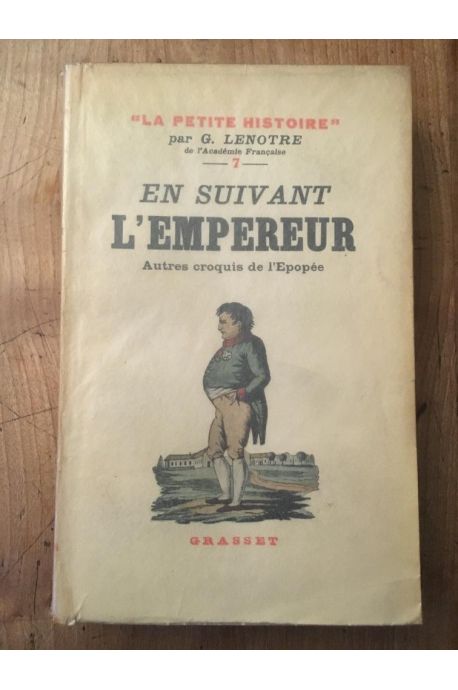 "LA PETITE HISTOIRE"
par G. LENOTRE
de l'Académie Française
7
EN SUIVANT
L'EMPEREUR
Autres croquis de l'Epopée
GRASSET